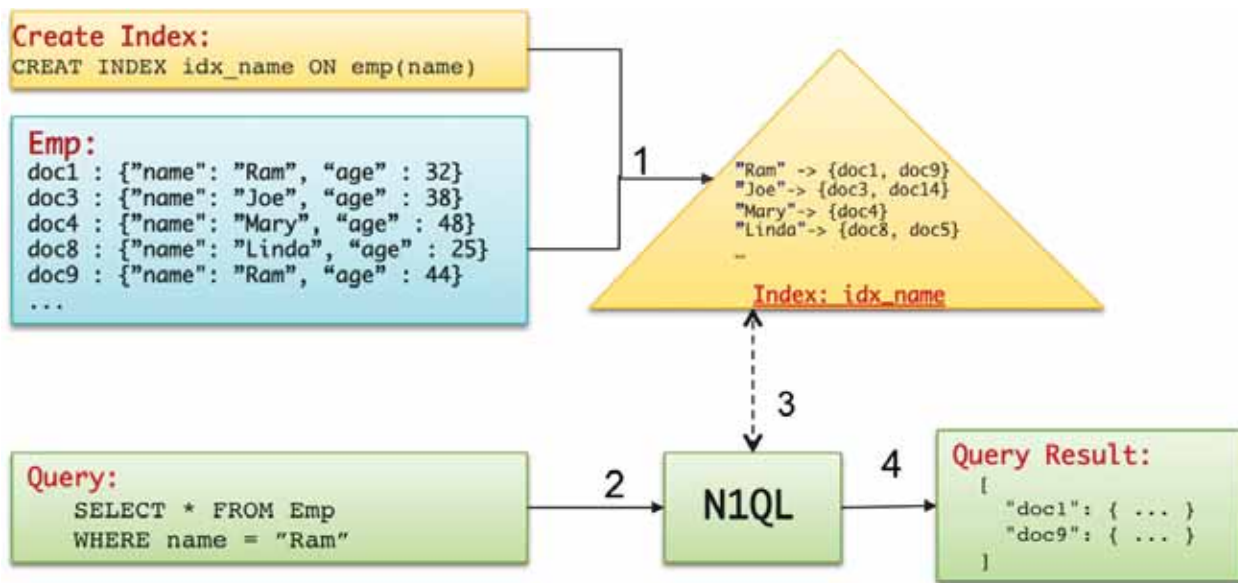 Create Index:
CREAT INDEX idx_name ON emp(name)
Emp:
doc1 : {”name": ”Ram”, “age” : 32}
doc3 : {”name": ”Joe”, “age” : 38}
doc4 : {”name": ”Mary”, “age” : 48}
doc8 : {”name": ”Linda”, “age” : 25}
doc9 : {”name": ”Ram”, “age” : 44}
...
1
"Ram" -> {doc1, doc9}
"Joe"-> {doc3, doc14}
"Mary"-> {doc4}
"Linda"-> {doc8, doc5}
…
Index: idx_name
3
Query:
SELECT * FROM Emp
WHERE name = ”Ram”
2
N1QL
4
Query Result:
[
"doc1": { ... }
"doc9": { ... }
]